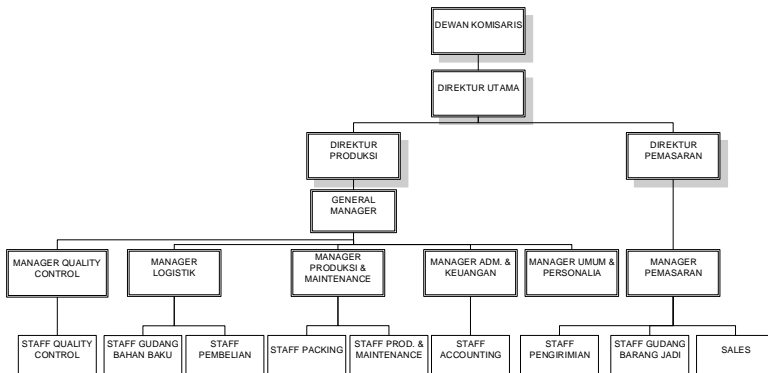 DEWAN KOMISARIS
DIREKTUR UTAMA
DIREKTUR
PRODUKSI
DIREKTUR
PEMASARAN
GENERAL
MANAGER
MANAGER QUALITY
CONTROL
MANAGER
LOGISTIK
MANAGER
PRODUKSI &
MAINTENANCE
MANAGER ADM. &
KEUANGAN
MANAGER UMUM &
PERSONALIA
MANAGER
PEMASARAN
STAFF QUALITY
CONTROL
STAFF GUDANG
BAHAN BAKU
STAFF
PEMBELIAN
STAFF PACKING
STAFF PROD. &
MAINTENANCE
STAFF
ACCOUNTING
STAFF
PENGIRIMIAN
STAFF GUDANG
BARANG JADI
SALES